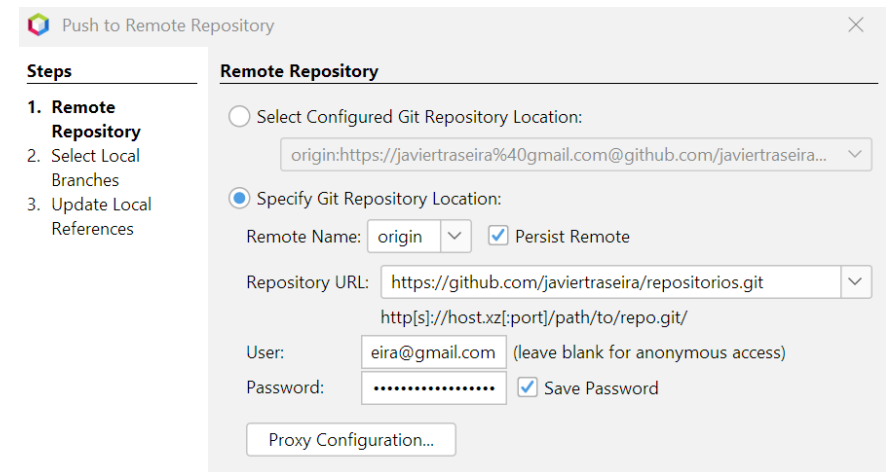 Push to Remote Repository
Steps
1. Remote
Repository
2. Select Local
Branches
3. Update Local
References
Remote Repository
Select Configured Git Repository Location:
origin:https://javiertraseira%40gmail.com@github.com/javiertraseira...
Specify Git Repository Location:
Remote Name: origin Persist Remote
Repository URL: https://github.com/javiertraseira/repositorios.git
http[s]://host.xz[:port]/path/to/repo.git/
User: eira@gmail.com (leave blank for anonymous access)
Password: •••••••••••••••••• Save Password
Proxy Configuration...